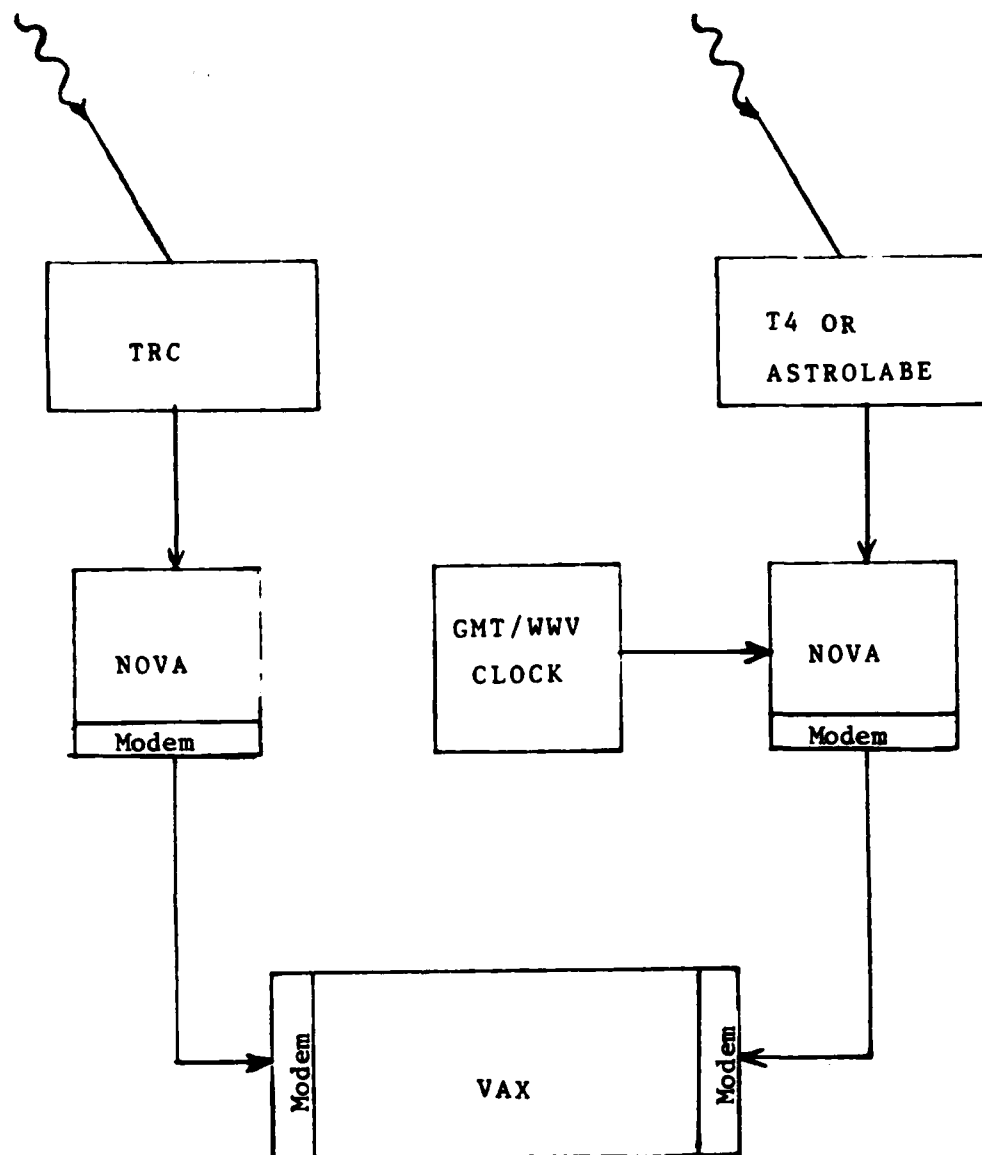 TRC
T4 OR
ASTROLABE
NOVA
Modem
GMT/WWV
CLOCK
NOVA
Modem
Modem
VAX
Modem